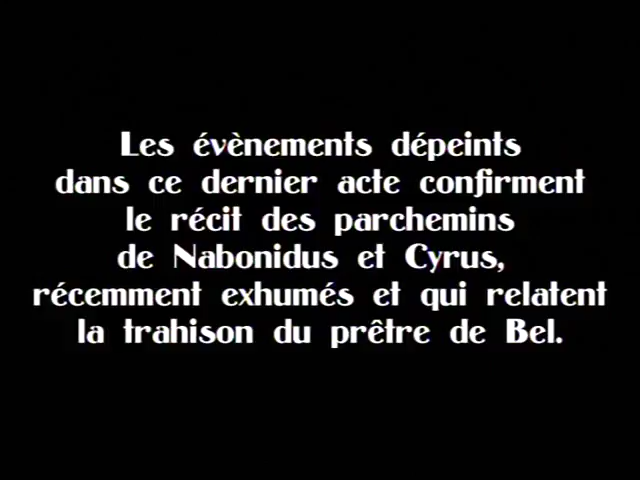 Les évènements dépeints
dans ce dernier acte confirment
le récit des parchemins
de Nabonidus et Cyrus,
récemment exhumés et qui relatent
la trahison du prêtre de Bel.